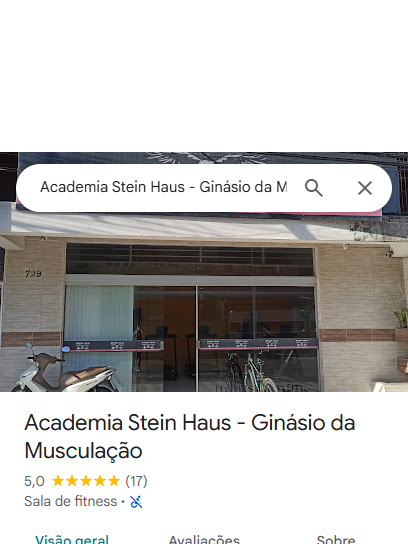 Academia Stein Haus - Ginásio da M
729
Academia Stein Haus - Ginásio da
Musculação
5,0 (17)
Sala de fitness ·
Visão geral Avaliações Sobre